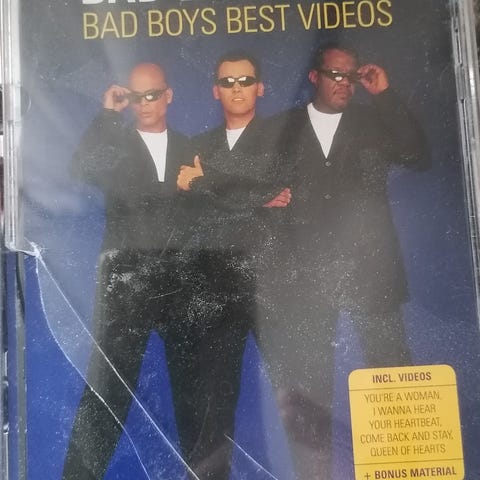 BAD BOYS BEST VIDEOS
INCL. VIDEOS
YOU'RE A WOMAN,
I WANNA HEAR
YOUR HEARTBEAT,
COME BACK AND STAY,
QUEEN OF HEARTS
+ BONUS MATERIAL